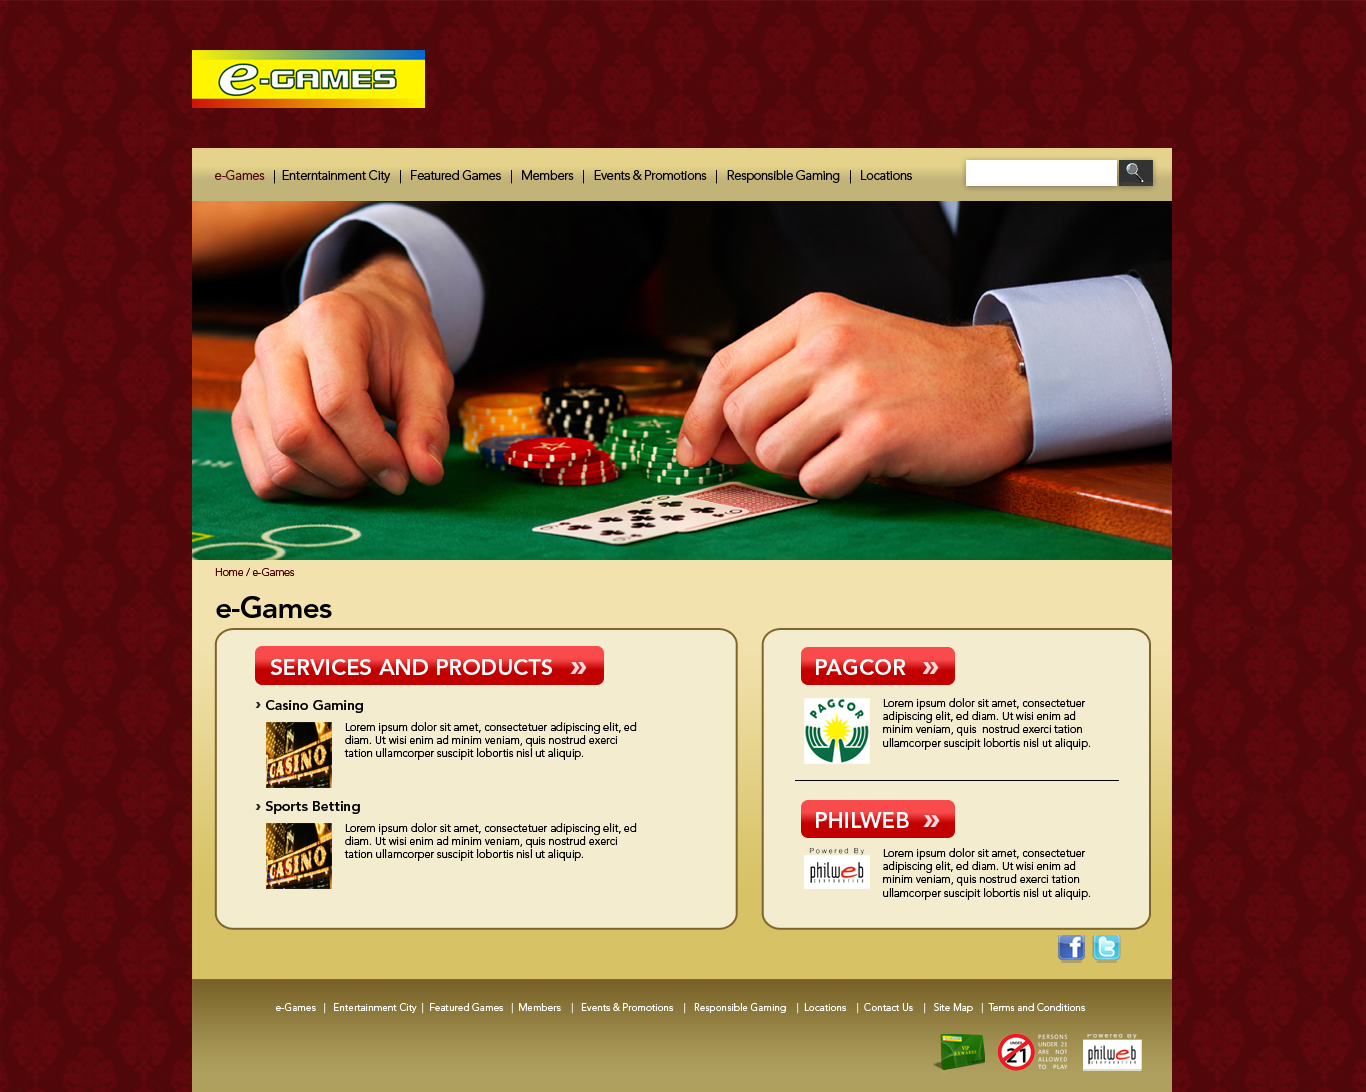 e-GAMES
e-Games | Enterntainment City | Featured Games | Members | Events & Promotions | Responsible Gaming | Locations
Home / e-Games
e-Games
SERVICES AND PRODUCTS »
› Casino Gaming
CASINO
Lorem ipsum dolor sit amet, consectetuer adipiscing elit, ed
diam. Ut wisi enim ad minim veniam, quis nostrud exerci
tation ullamcorper suscipit lobortis nisl ut aliquip.
› Sports Betting
CASINO
Lorem ipsum dolor sit amet, consectetuer adipiscing elit, ed
diam. Ut wisi enim ad minim veniam, quis nostrud exerci
tation ullamcorper suscipit lobortis nisl ut aliquip.
PAGCOR »
PAGCOR
Lorem ipsum dolor sit amet, consectetuer
adipiscing elit, ed diam. Ut wisi enim ad
minim veniam, quis nostrud exerci tation
ullamcorper suscipit lobortis nisl ut aliquip.
PHILWEB »
Powered By
philweb
CORPORATION
Lorem ipsum dolor sit amet, consectetuer
adipiscing elit, ed diam. Ut wisi enim ad
minim veniam, quis nostrud exerci tation
ullamcorper suscipit lobortis nisl ut aliquip.
f t
e-Games | Entertainment City | Featured Games | Members | Events & Promotions | Responsible Gaming | Locations | Contact Us | Site Map | Terms and Conditions
VIP
REWARDS
UNDER
21
PERSONS
UNDER 21
ARE NOT
ALLOWED
TO PLAY
Powered By
philweb
CORPORATION